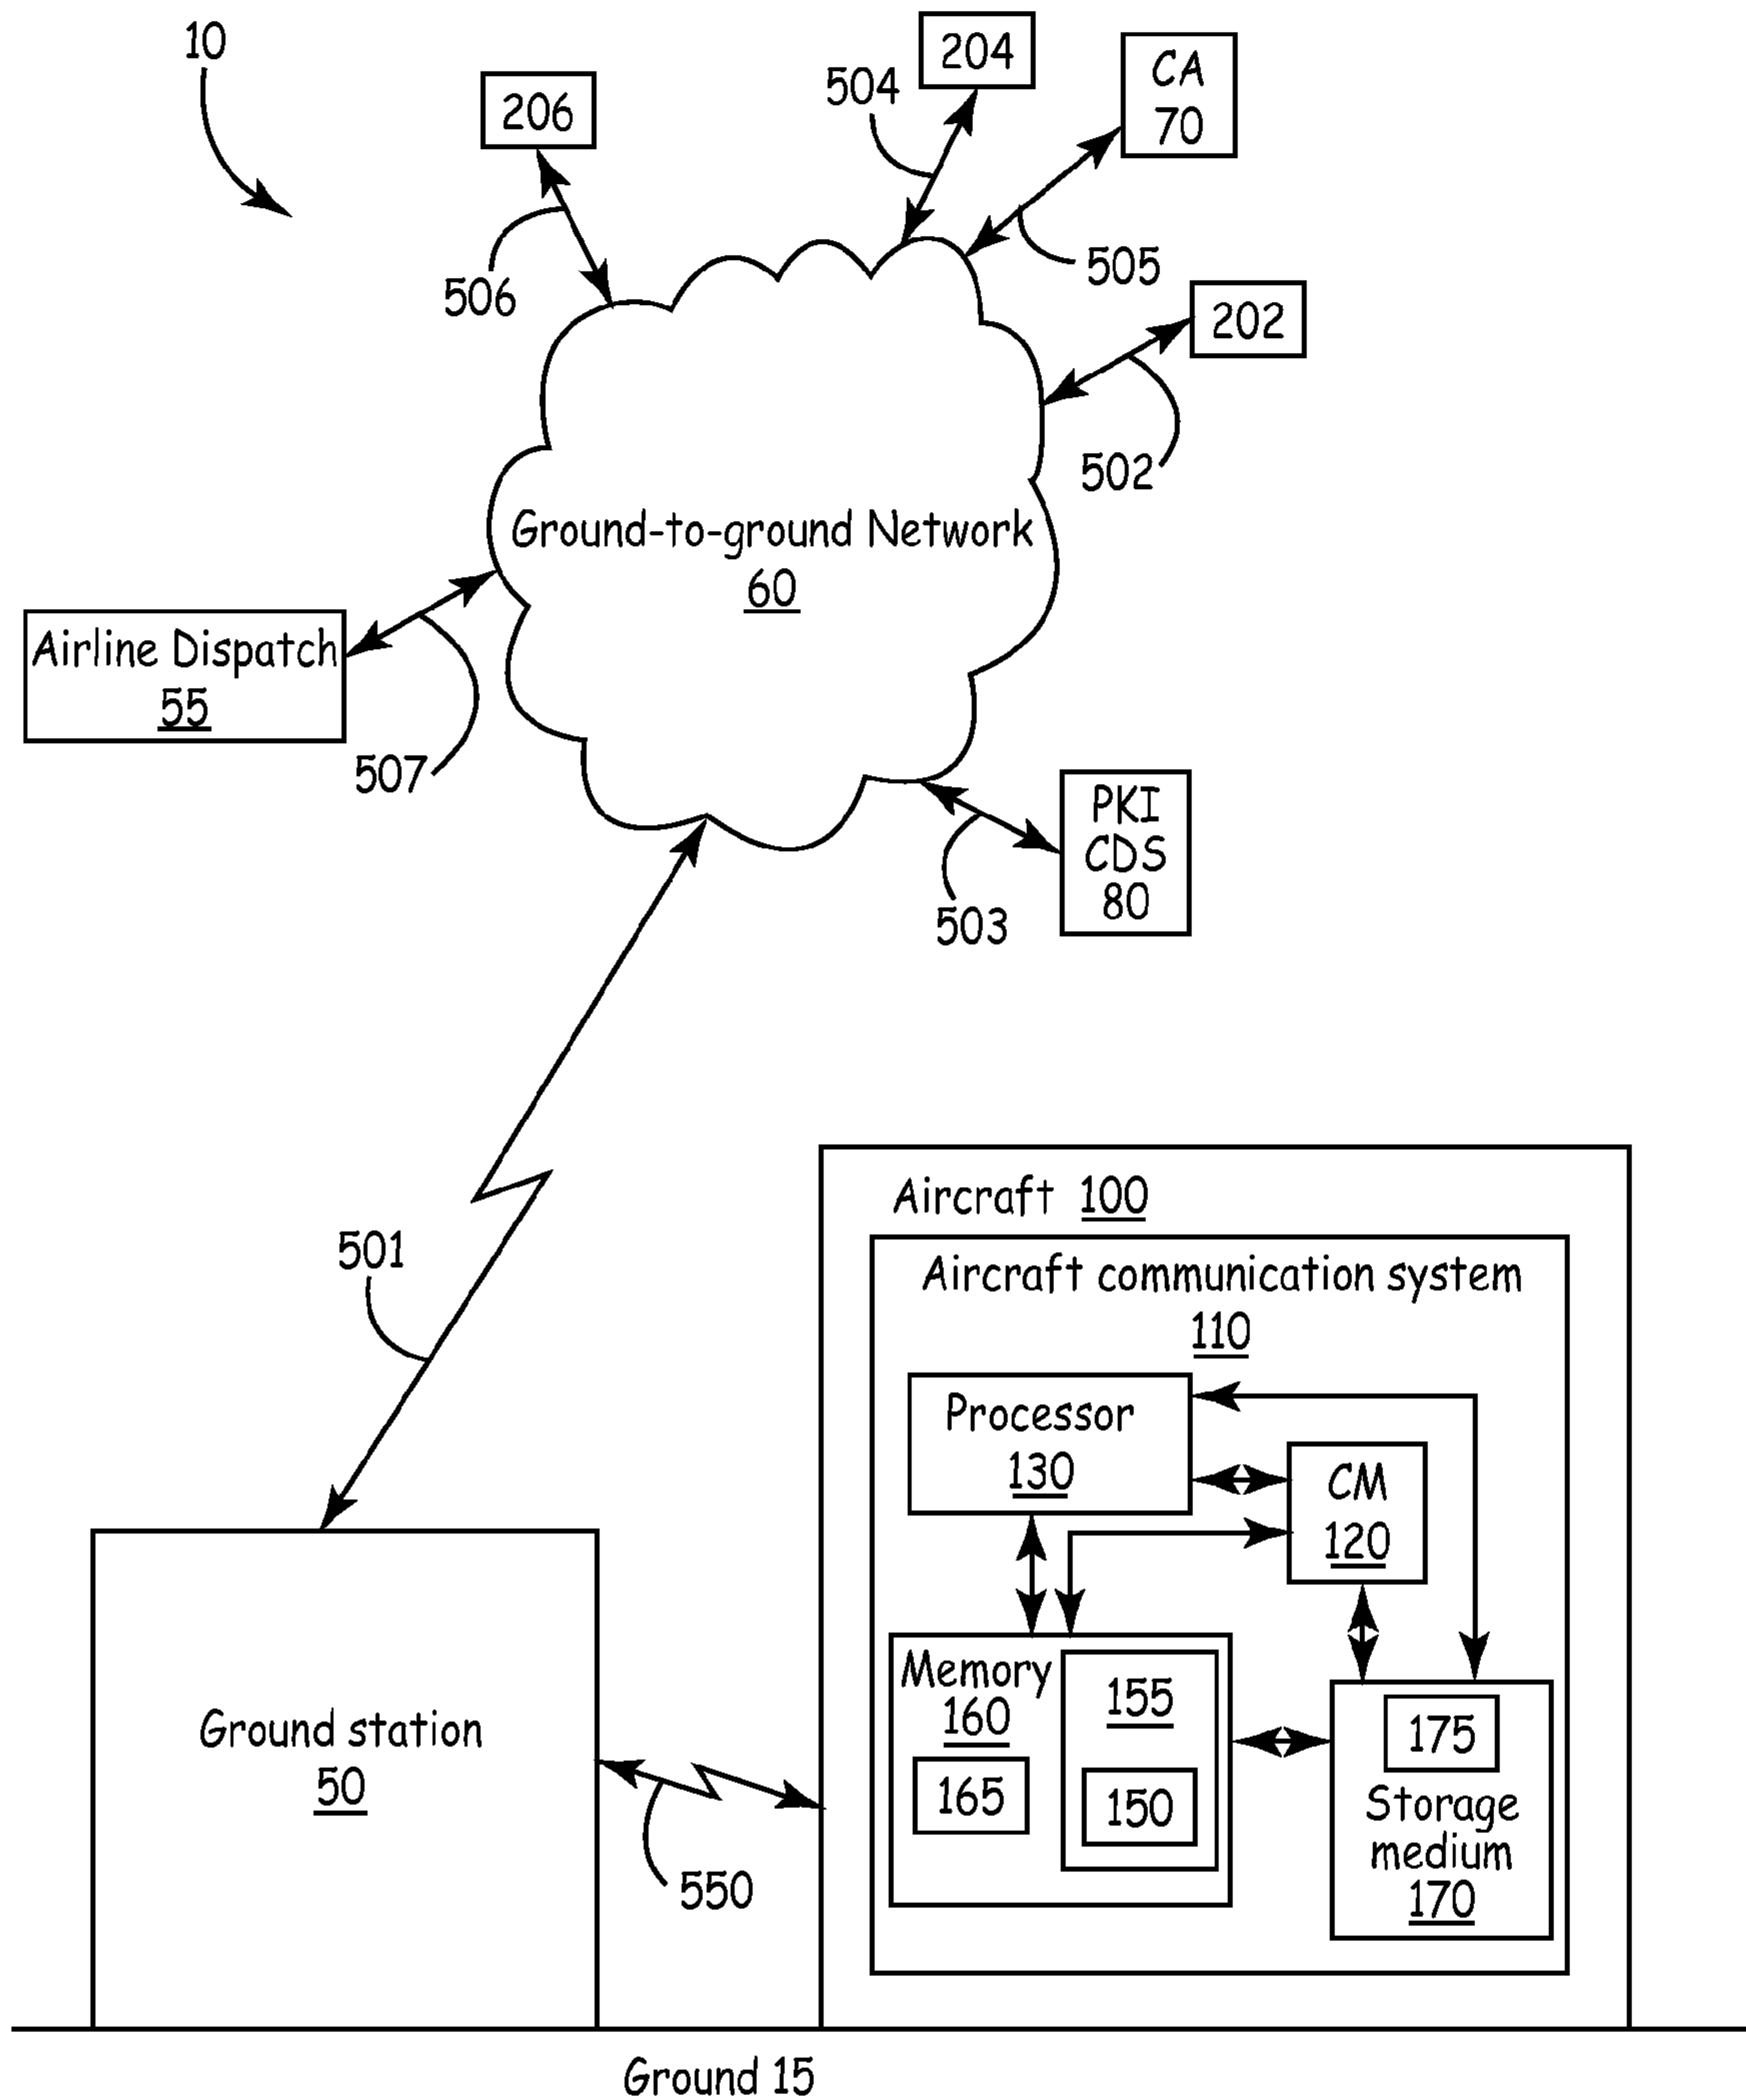 10
206
204
504
CA
70
506
505
202
502
Ground-to-ground Network
60
Airline Dispatch
55
507
PKI
CDS
80
503
501
Aircraft 100
Aircraft communication system
110
Processor
130
CM
120
Memory
160
155
165
150
175
Storage
medium
170
Ground station
50
550
Ground 15